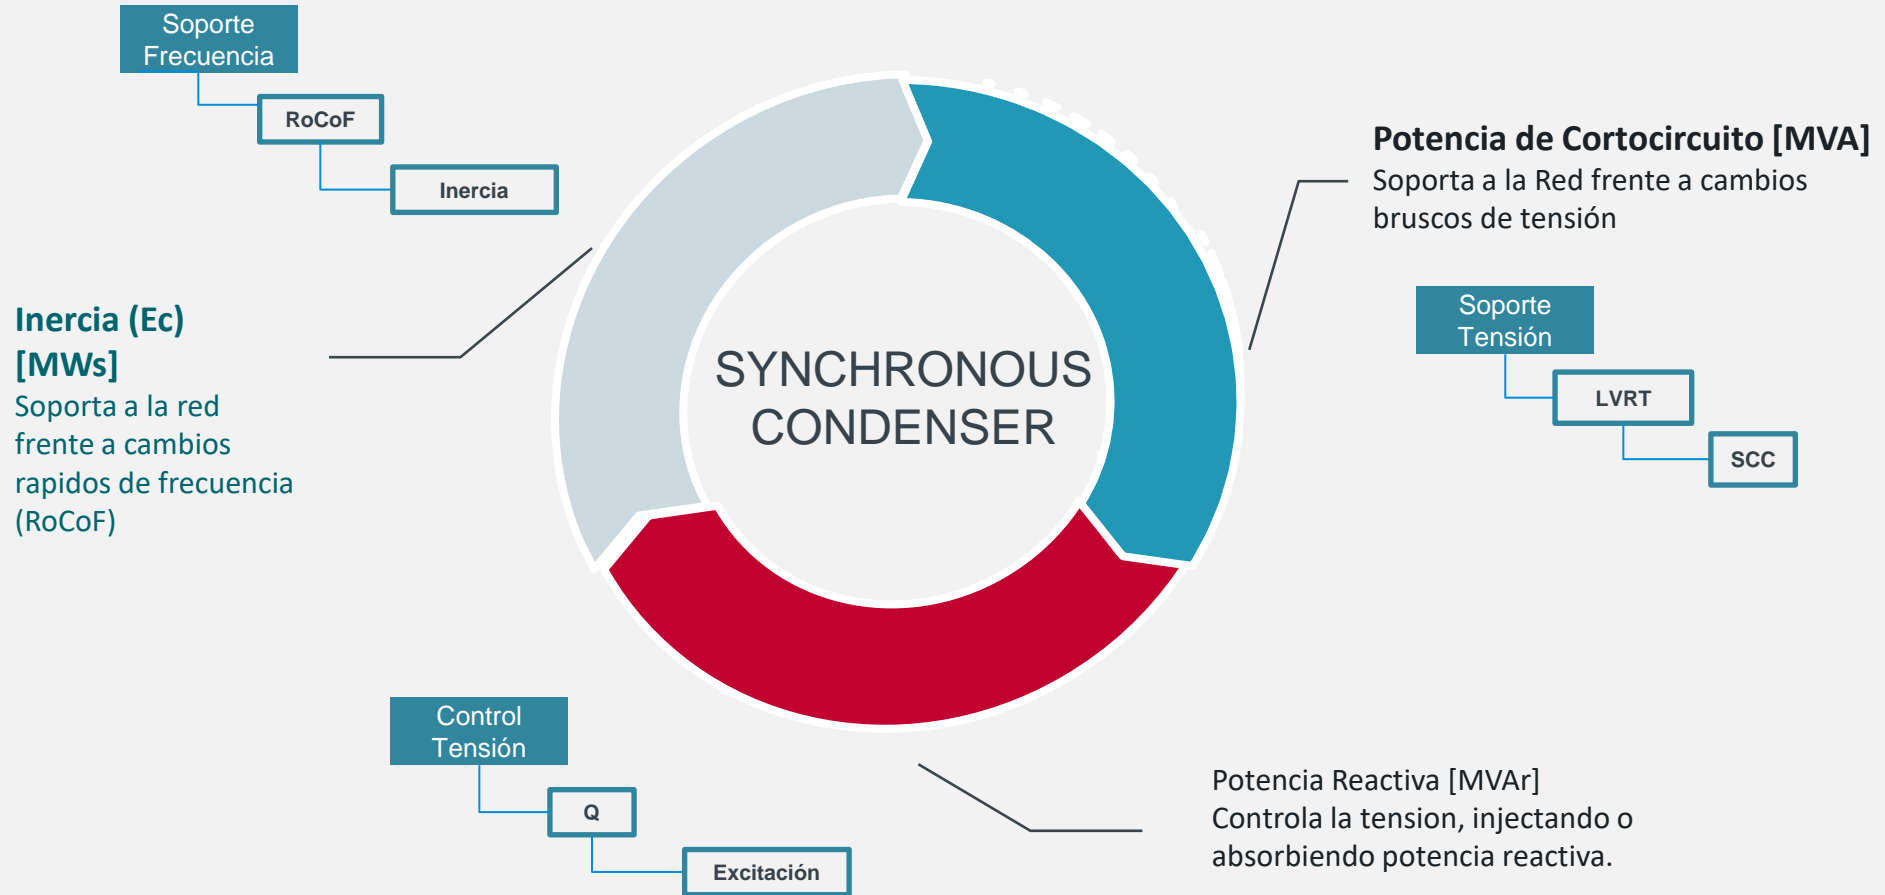 Soporte
Frecuencia
RoCoF
Inercia
Inercia (Ec)
[MWs]
Soporta a la red
frente a cambios
rapidos de frecuencia
(RoCoF)
SYNCHRONOUS
CONDENSER
Potencia de Cortocircuito [MVA]
Soporta a la Red frente a cambios
bruscos de tensión
Soporte
Tensión
LVRT
SCC
Control
Tensión
Q
Excitación
Potencia Reactiva [MVAr]
Controla la tension, injectando o
absorbiendo potencia reactiva.